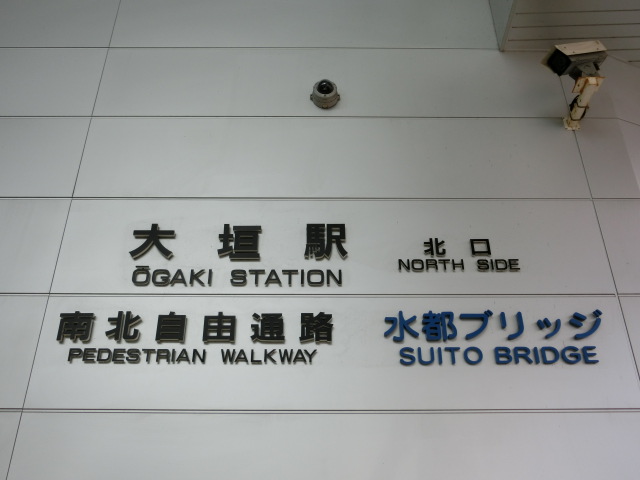 大垣駅 北口
ŌGAKI STATION NORTH SIDE
南北自由通路 水都ブリッジ
PEDESTRIAN WALKWAY SUITO BRIDGE